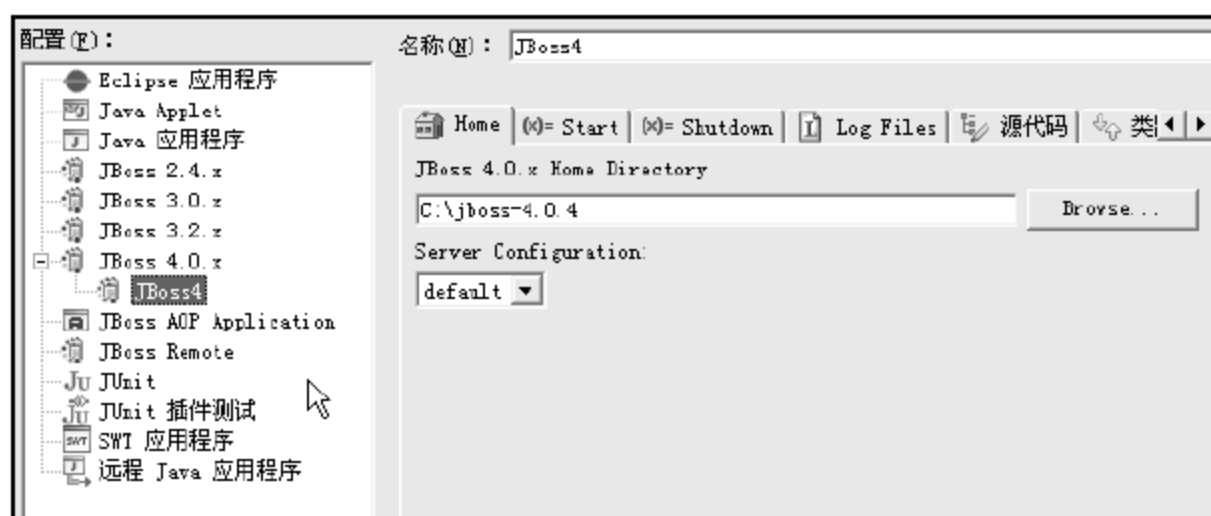 配置(F)：
Eclipse 应用程序
Java Applet
Java 应用程序
JBoss 2.4.x
JBoss 3.0.x
JBoss 3.2.x
JBoss 4.0.x
JBoss4
JBoss AOP Application
JBoss Remote
JUnit
JUnit 插件测试
SWT 应用程序
远程 Java 应用程序
名称(N)： JBoss4
Home (x)= Start (x)= Shutdown Log Files 源代码 类
JBoss 4.0.x Home Directory
C:\jboss-4.0.4 Browse...
Server Configuration:
default